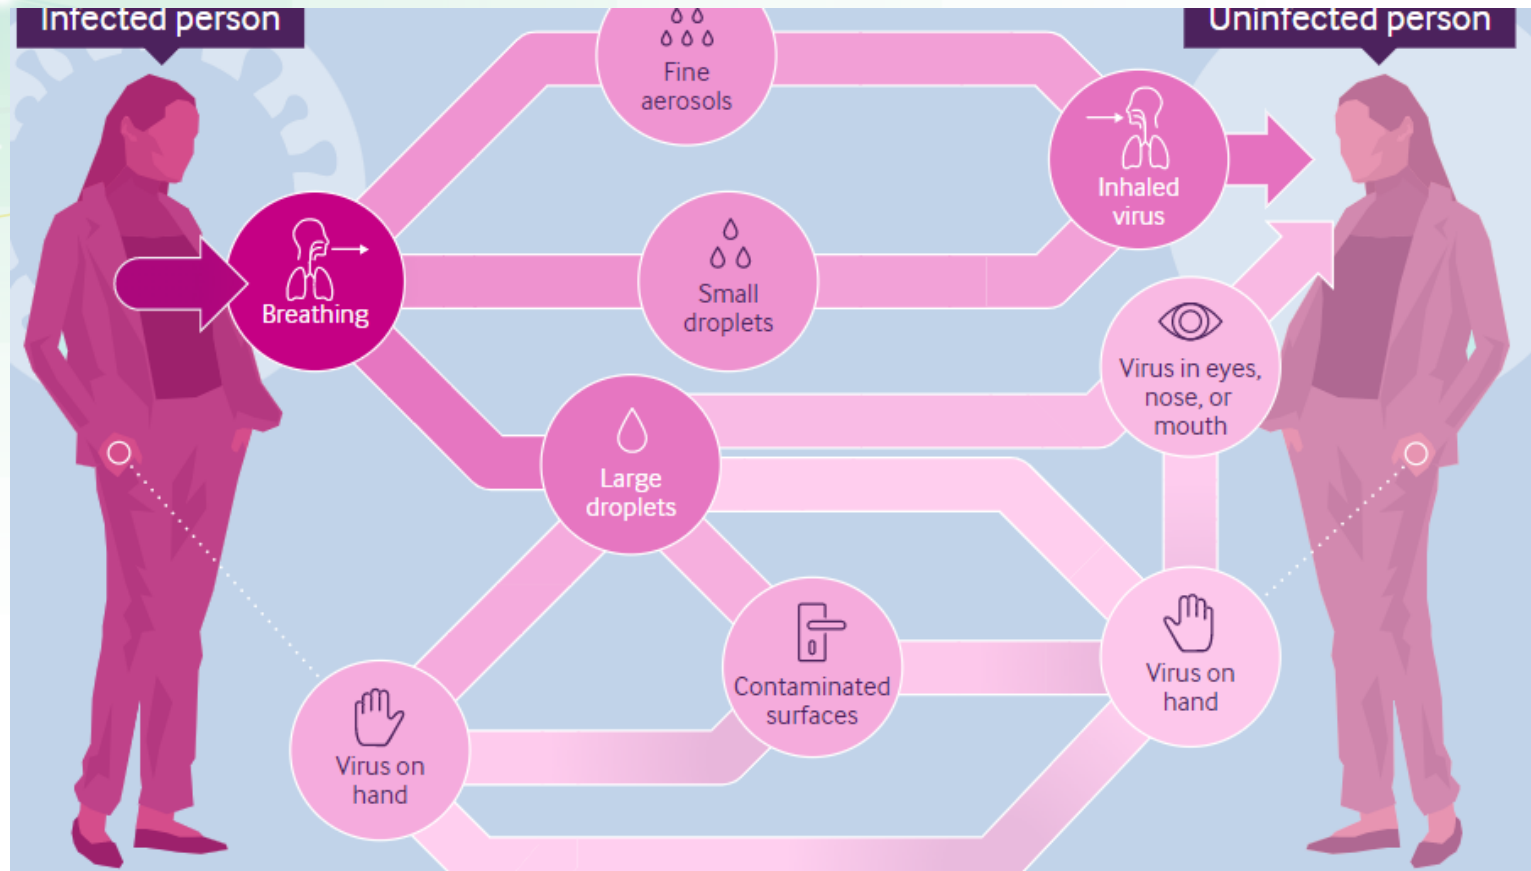 Infected person
Uninfected person
Fine
aerosols
Inhaled
virus
Breathing
Small
droplets
Virus in eyes,
nose, or
mouth
Large
droplets
Contaminated
surfaces
Virus on
hand
Virus on
hand